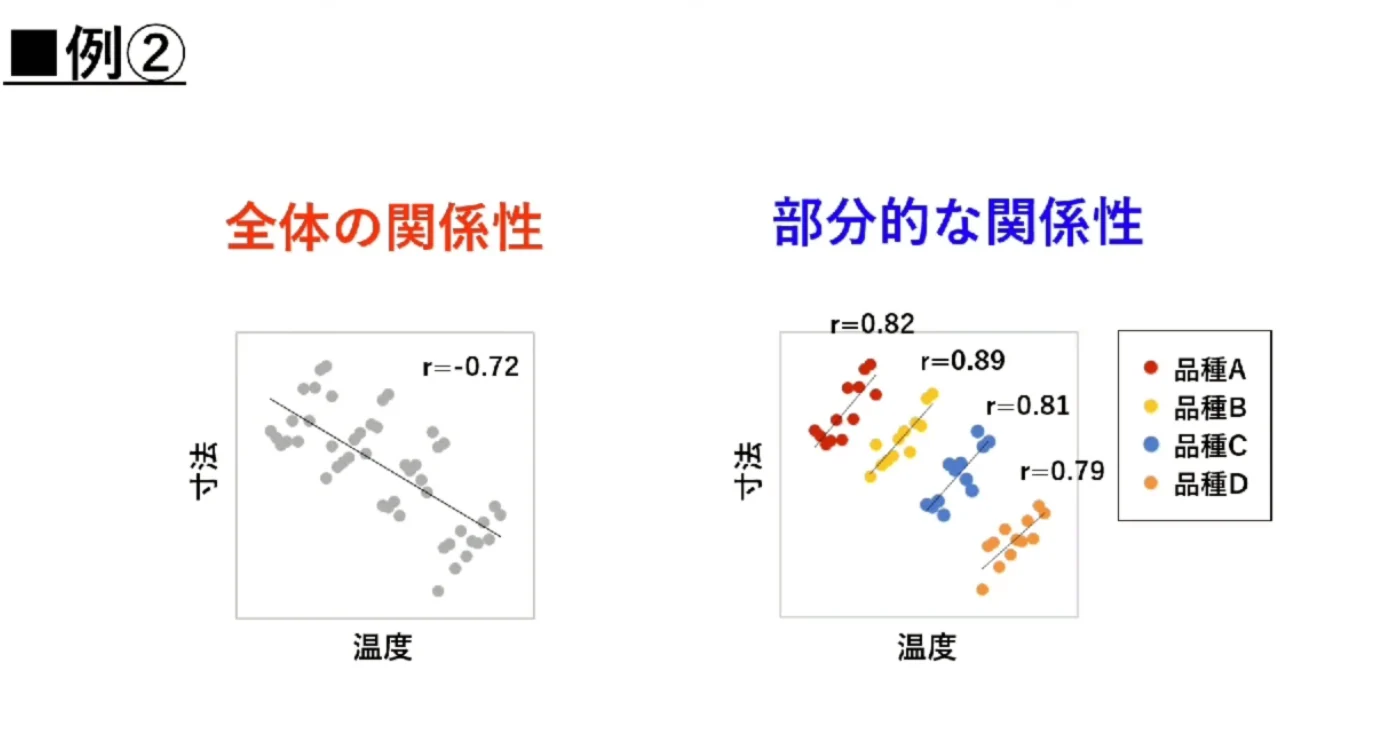 ■例②
全体の関係性
部分的な関係性
r=-0.72
寸法
温度
r=0.82
r=0.89
r=0.81
r=0.79
寸法
温度
品種A
品種B
品種C
品種D